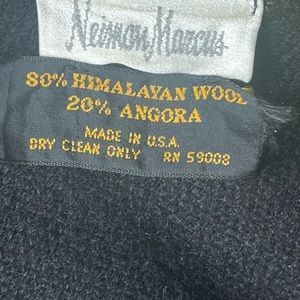 Neiman Marcus
80% HIMALAYAN WOOL
20% ANGORA
MADE IN U.S.A.
DRY CLEAN ONLY RN 59008